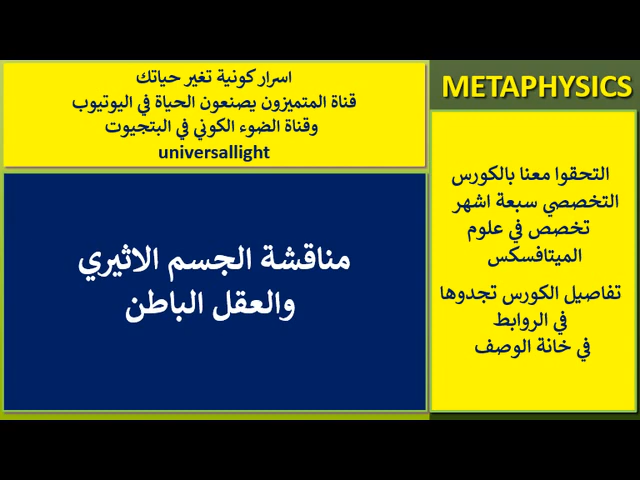 اسرار كونية تغير حياتك
قناة المتميزون يصنعون الحياة في اليوتيوب
وقناة الضوء الكوني في البتجيوت
universallight
METAPHYSICS
التحقوا معنا بالكورس
التخصصي سبعة اشهر
تخصص في علوم
الميتافسكس
تفاصيل الكورس تجدوها
في الروابط
في خانة الوصف
مناقشة الجسم الاثيري
والعقل الباطن